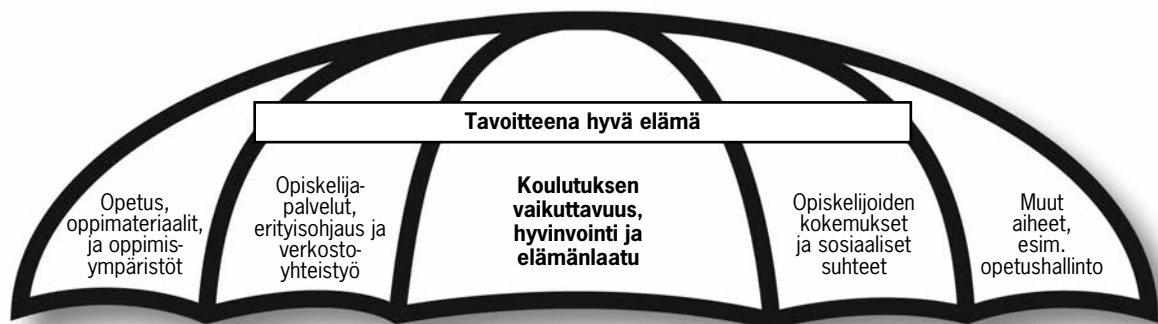 Tavoitteena hyvä elämä
Opetus,
oppimateriaalit,
ja oppimis-
ympäristöt
Opiskelija-
palvelut,
erityisohjaus ja
verkosto-
yhteistyö
Koulutuksen
vaikuttavuus,
hyvinvointi ja
elämänlaatu
Opiskelijoiden
kokemukset
ja sosiaaliset
suhteet
Muut
aiheet,
esim.
opetushallinto